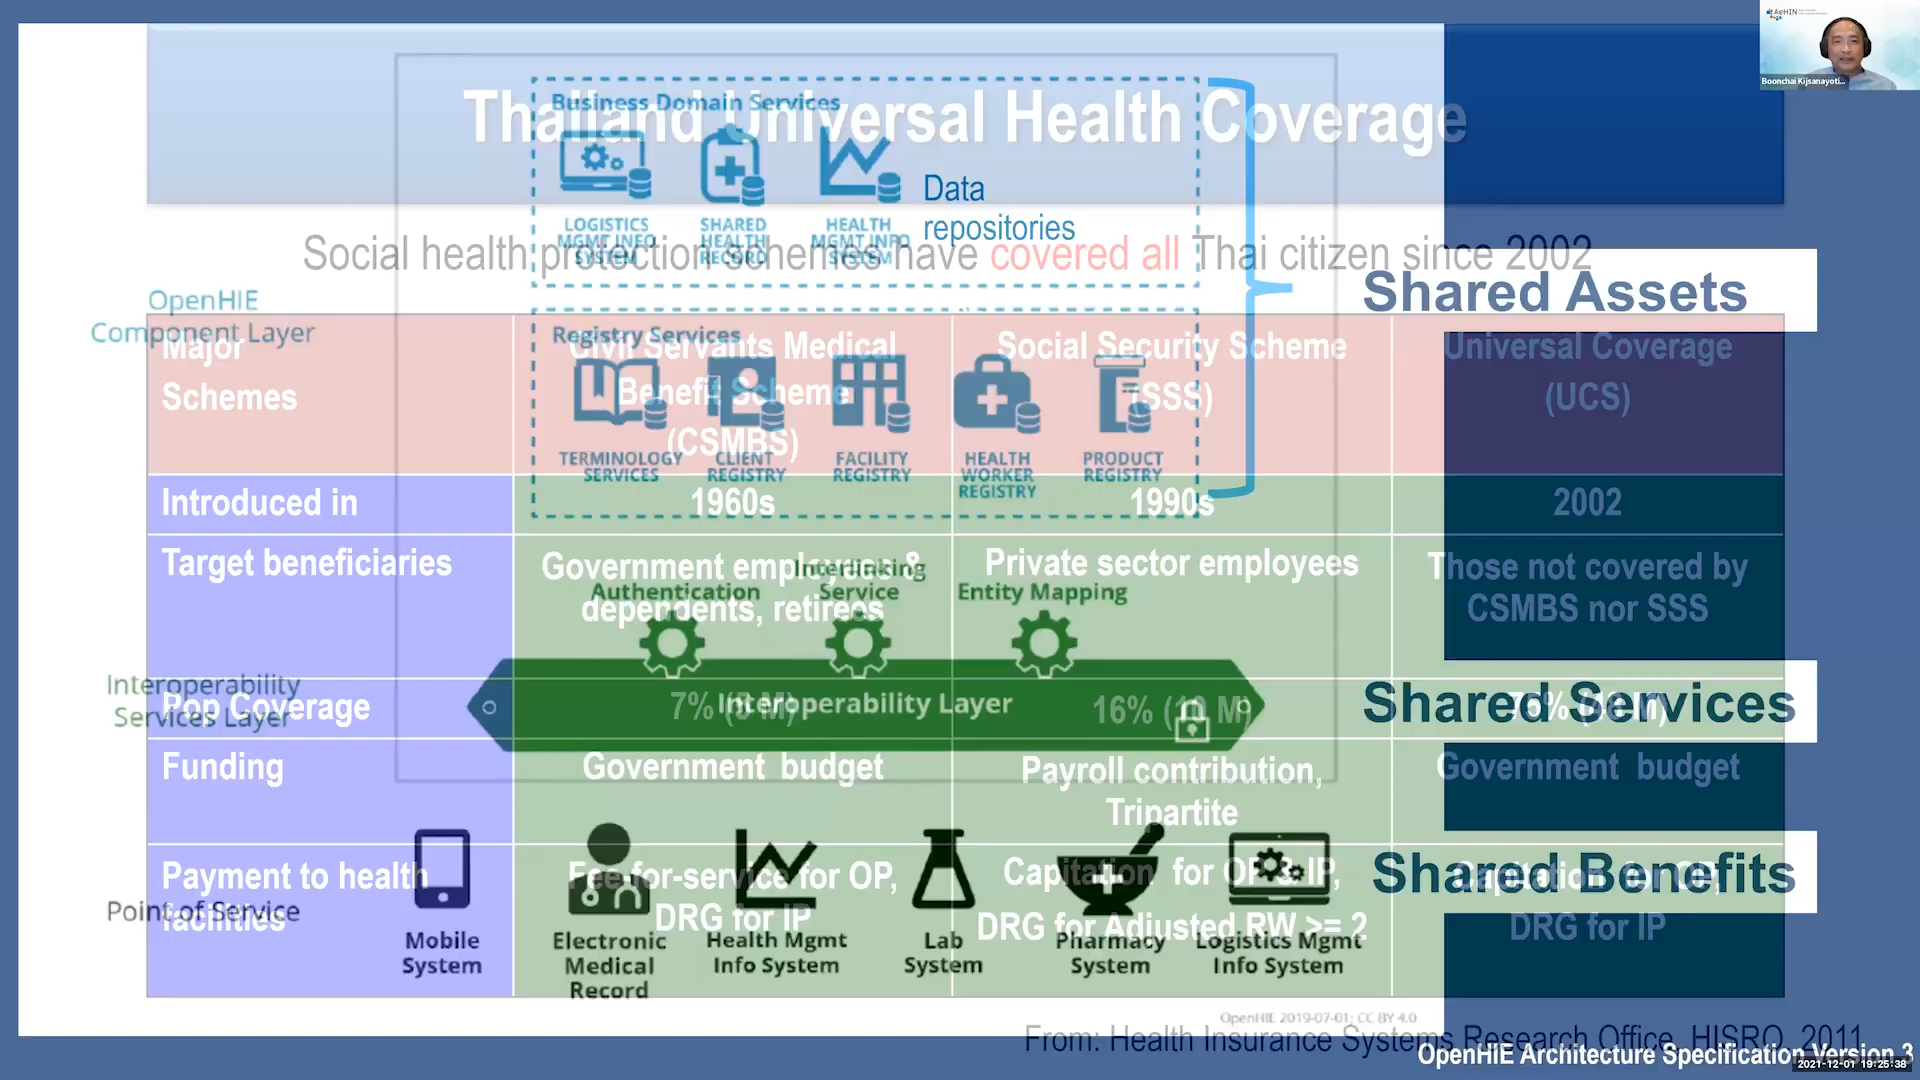 AeHIN
Boonchai Kijsanayoti...
Thailand Universal Health Coverage
Social health protection schemes have covered all Thai citizen since 2002
Major
Schemes
Civil Servants Medical
Benefit Scheme
(CSMBS)
Social Security Scheme
(SSS)
Universal Coverage
(UCS)
Introduced in
1960s
1990s
2002
Target beneficiaries
Government employees &
dependents, retirees
Private sector employees
Those not covered by
CSMBS nor SSS
Pop Coverage
7% (5 M)
16% (10 M)
Funding
Government budget
Payroll contribution,
Tripartite
Government budget
Payment to health
facilities
Fee-for-service for OP,
DRG for IP
Capitation for OP & IP,
DRG for Adjusted RW >= 2
Capitation for OP,
DRG for IP
From: Health Insurance Systems Research Office, HISRO, 2011
Business Domain Services
LOGISTICS
MGMT INFO
SYSTEM
SHARED
HEALTH
RECORD
HEALTH
MGMT INFO
SYSTEM
Data
repositories
OpenHIE
Component Layer
Registry Services
TERMINOLOGY
SERVICES
CLIENT
REGISTRY
FACILITY
REGISTRY
HEALTH
WORKER
REGISTRY
PRODUCT
REGISTRY
Shared Assets
Authentication
Interlinking
Service
Entity Mapping
Interoperability
Services Layer
Interoperability Layer
Shared Services
Point of Service
Mobile
System
Electronic
Medical
Record
Health Mgmt
Info System
Lab
System
Pharmacy
System
Logistics Mgmt
Info System
Shared Benefits
OpenHIE 2019-07-01; CC BY 4.0
OpenHIE Architecture Specification Version 3
2021-12-01 19:25:38